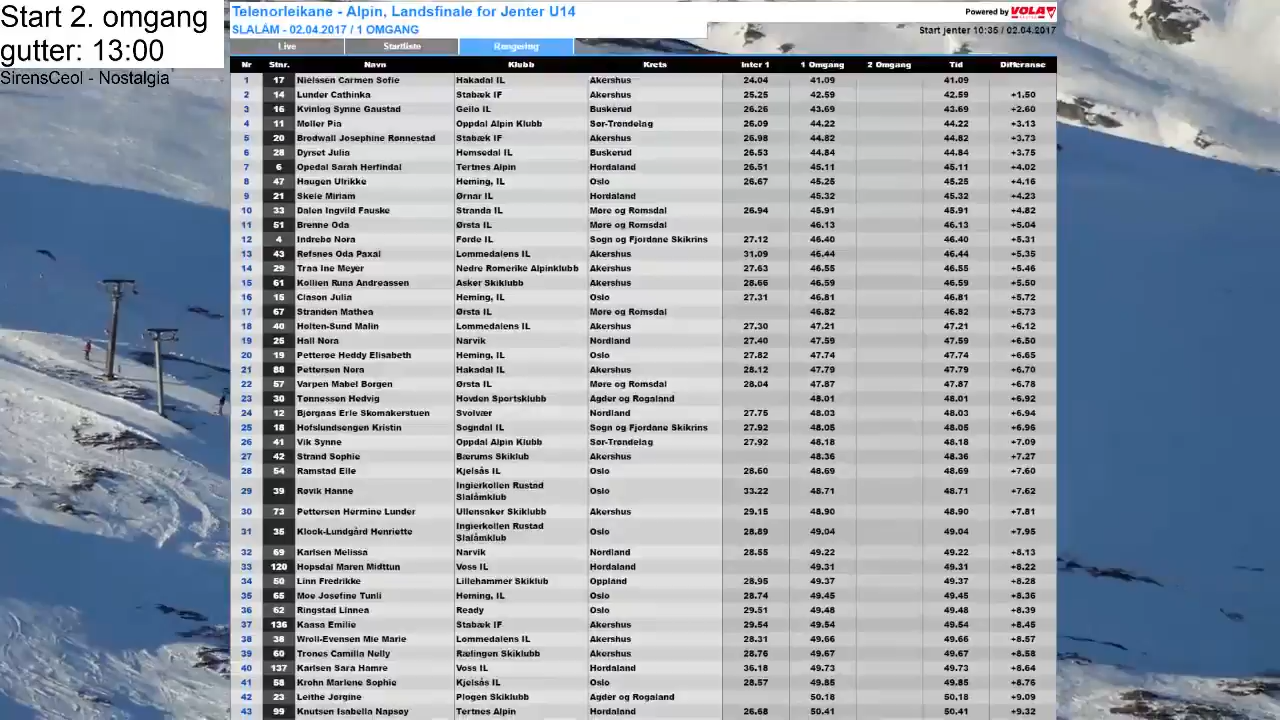 Start 2. omgang
gutter: 13:00
SirensCeol - Nostalgia
Telenorleikane - Alpin, Landsfinale for Jenter U14
Powered by VOLA
SLALÅM - 02.04.2017 / 1 OMGANG
Start jenter 10:35 / 02.04.2017
Live Startliste Rangering
Nr Stnr. Navn Klubb Krets Inter 1 1 Omgang 2 Omgang Tid Differanse
1 17 Nielssen Carmen Sofie Hakadal IL Akershus 24.04 41.09 41.09
2 14 Lunder Cathinka Stabæk IF Akershus 25.25 42.59 42.59 +1.50
3 16 Kvinlog Synne Gaustad Geilo IL Buskerud 26.26 43.69 43.69 +2.60
4 11 Møller Pia Oppdal Alpin Klubb Sør-Trøndelag 26.09 44.22 44.22 +3.13
5 20 Brodwall Josephine Rønnestad Stabæk IF Akershus 26.98 44.82 44.82 +3.73
6 28 Dyrset Julia Hemsedal IL Buskerud 26.53 44.84 44.84 +3.75
7 6 Opedal Sarah Herfindal Tertnes Alpin Hordaland 26.51 45.11 45.11 +4.02
8 47 Haugen Ulrikke Heming, IL Oslo 26.67 45.25 45.25 +4.16
9 21 Skele Miriam Ørnar IL Hordaland 45.32 45.32 +4.23
10 33 Dalen Ingvild Fauske Stranda IL Møre og Romsdal 26.94 45.91 45.91 +4.82
11 51 Brenne Oda Ørsta IL Møre og Romsdal 46.13 46.13 +5.04
12 4 Indrebø Nora Førde IL Sogn og Fjordane Skikrins 27.12 46.40 46.40 +5.31
13 43 Refsnes Oda Paxal Lommedalens IL Akershus 31.09 46.44 46.44 +5.35
14 29 Traa Ine Meyer Nedre Romerike Alpinklubb Akershus 27.63 46.55 46.55 +5.46
15 61 Kollien Runa Andreassen Asker Skiklubb Akershus 28.66 46.59 46.59 +5.50
16 15 Clason Julia Heming, IL Oslo 27.31 46.81 46.81 +5.72
17 67 Stranden Mathea Ørsta IL Møre og Romsdal 46.82 46.82 +5.73
18 40 Holten-Sund Malin Lommedalens IL Akershus 27.30 47.21 47.21 +6.12
19 25 Hall Nora Narvik Nordland 27.40 47.59 47.59 +6.50
20 19 Petterøe Heddy Elisabeth Heming, IL Oslo 27.82 47.74 47.74 +6.65
21 88 Pettersen Nora Hakadal IL Akershus 28.12 47.79 47.79 +6.70
22 57 Varpen Mabel Borgen Ørsta IL Møre og Romsdal 28.04 47.87 47.87 +6.78
23 30 Tønnessen Hedvig Hovden Sportsklubb Agder og Rogaland 48.01 48.01 +6.92
24 12 Bjørgaas Erle Skomakerstuen Svolvær Nordland 27.75 48.03 48.03 +6.94
25 18 Hofslundsengen Kristin Sogndal IL Sogn og Fjordane Skikrins 27.92 48.05 48.05 +6.96
26 41 Vik Synne Oppdal Alpin Klubb Sør-Trøndelag 27.92 48.18 48.18 +7.09
27 42 Strand Sophie Bærums Skiklub Akershus 48.36 48.36 +7.27
28 54 Ramstad Elle Kjelsås IL Oslo 28.60 48.69 48.69 +7.60
29 39 Røvik Hanne Ingierkollen Rustad Slalåmklubb Oslo 33.22 48.71 48.71 +7.62
30 73 Pettersen Hermine Lunder Ullensaker Skiklubb Akershus 29.15 48.90 48.90 +7.81
31 35 Klook-Lundgård Henriette Ingierkollen Rustad Slalåmklubb Oslo 28.89 49.04 49.04 +7.95
32 69 Karlsen Melissa Narvik Nordland 28.55 49.22 49.22 +8.13
33 120 Hopsdal Maren Midttun Voss IL Hordaland 49.31 49.31 +8.22
34 50 Linn Fredrikke Lillehammer Skiklub Oppland 28.95 49.37 49.37 +8.28
35 65 Moe Josefine Tunli Heming, IL Oslo 28.74 49.45 49.45 +8.36
36 62 Ringstad Linnea Ready Oslo 29.51 49.48 49.48 +8.39
37 136 Kaasa Emilie Stabæk IF Akershus 29.54 49.54 49.54 +8.45
38 38 Wroll-Evensen Mie Marie Lommedalens IL Akershus 28.31 49.66 49.66 +8.57
39 60 Trones Camilla Nelly Rælingen Skiklubb Akershus 28.76 49.67 49.67 +8.58
40 137 Karlsen Sara Hamre Voss IL Hordaland 36.18 49.73 49.73 +8.64
41 58 Krohn Marlene Sophie Kjelsås IL Oslo 28.57 49.85 49.85 +8.76
42 23 Leithe Jørgine Plogen Skiklubb Agder og Rogaland 50.18 50.18 +9.09
43 99 Knutsen Isabella Napsøy Tertnes Alpin Hordaland 26.68 50.41 50.41 +9.32